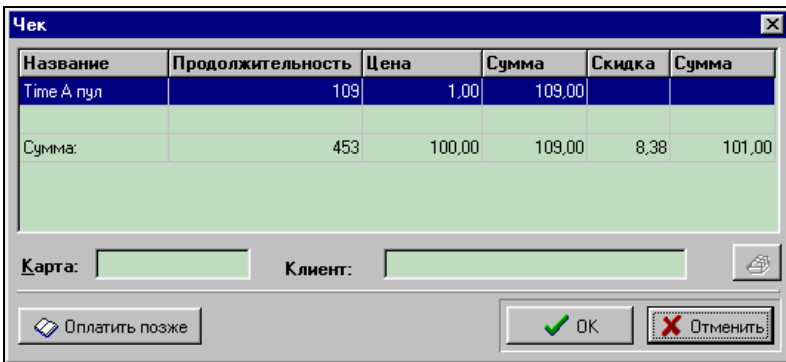 Чек
Название Продолжительность Цена Сумма Скидка Сумма
Time А пул 109 1,00 109,00
Сумма: 453 100,00 109,00 8,38 101,00
Карта: Клиент:
Оплатить позже OK Отменить